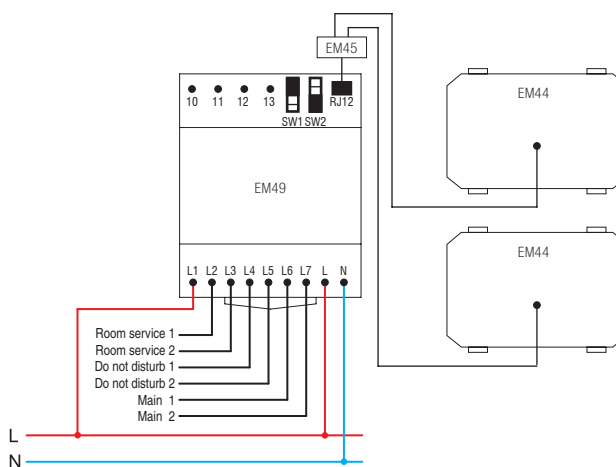 EM45
EM44
10 11 12 13 RJ12
SW1 SW2
EM49
EM44
L1 L2 L3 L4 L5 L6 L7 L N
Room service 1
Room service 2
Do not disturb 1
Do not disturb 2
Main 1
Main 2
L
N